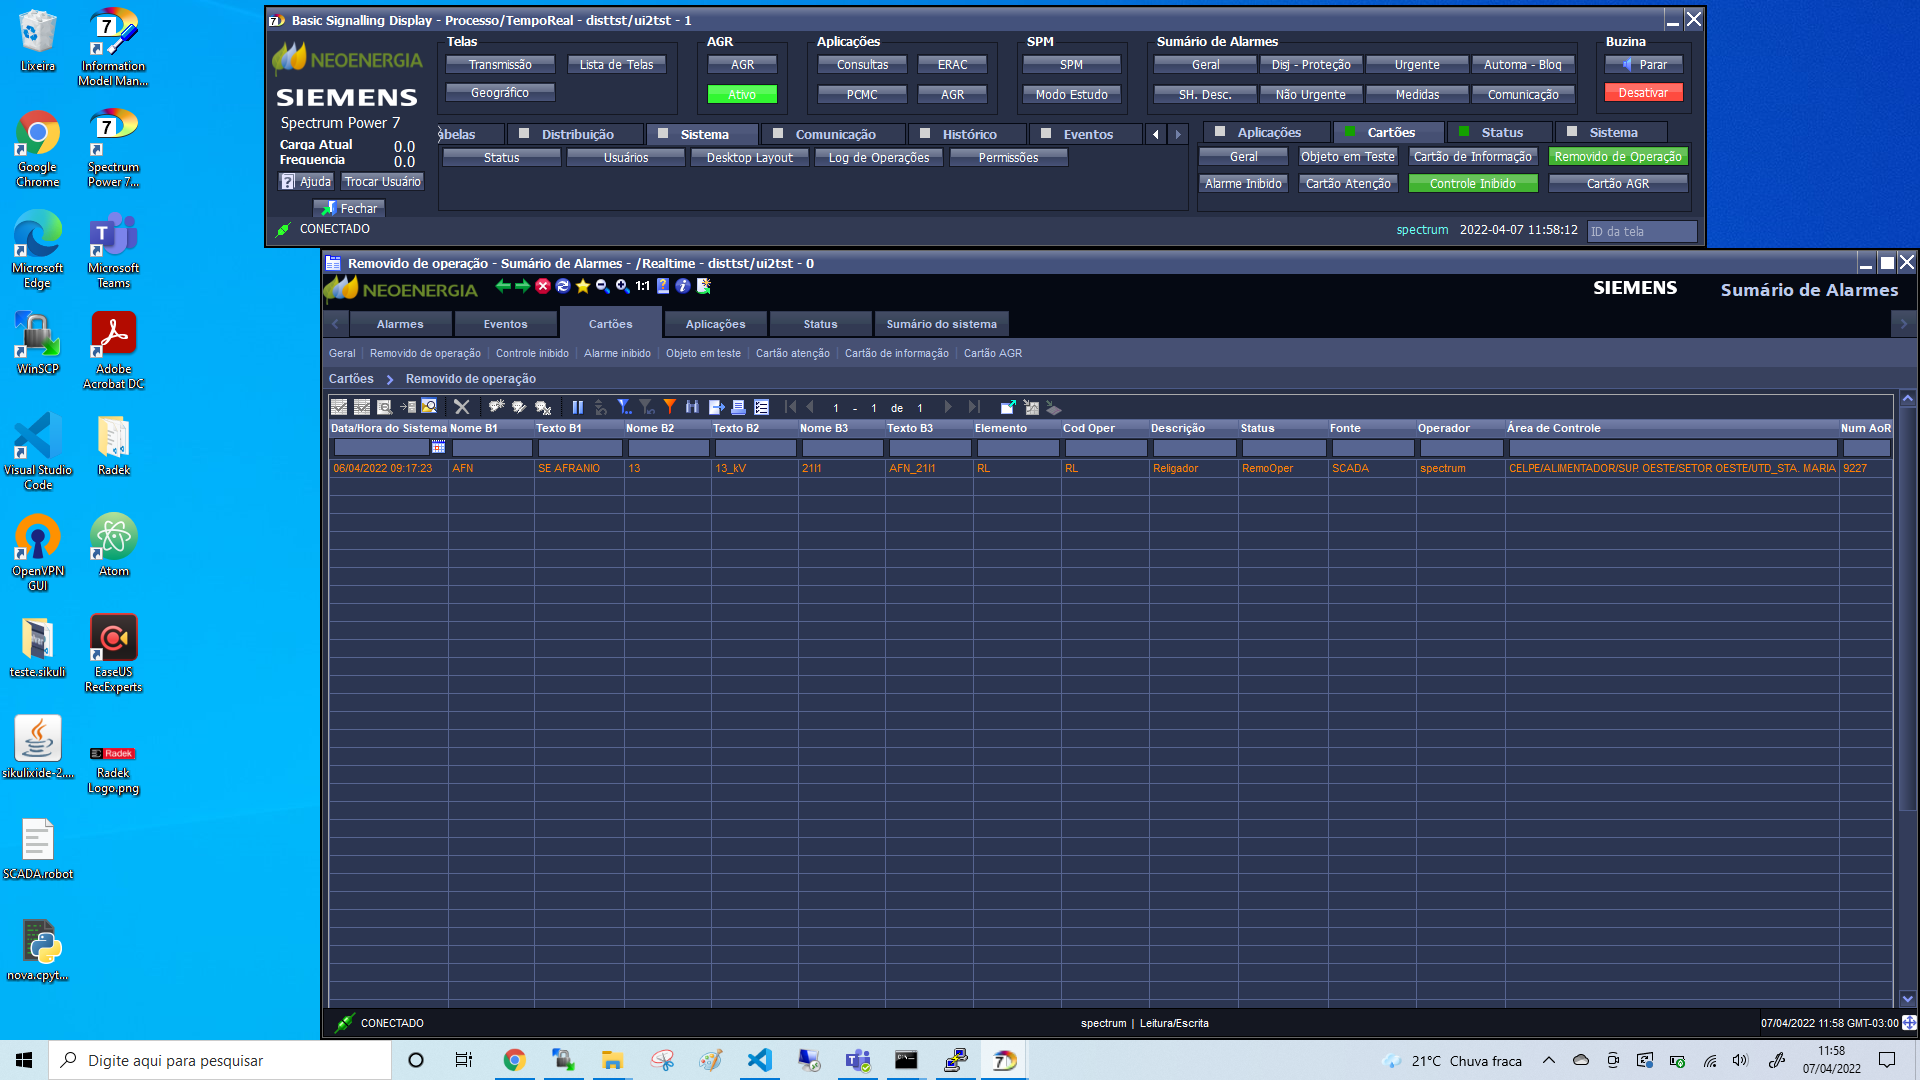 Lixeira
Information
Model Man...
Google
Chrome
Spectrum
Power 7...
Microsoft
Edge
Microsoft
Teams
WinSCP
Adobe
Acrobat DC
Visual Studio
Code
Radek
OpenVPN
GUI
Atom
teste.sikuli
EaseUS
RecExperts
sikulixide-2....
Radek
Radek
Logo.png
SCADA.robot
nova.cpyt...
Basic Signalling Display - Processo/TempoReal - disttst/ui2tst - 1
NEOENERGIA
SIEMENS
Spectrum Power 7
Carga Atual 0.0
Frequencia 0.0
Ajuda Trocar Usuário
Fechar
CONECTADO
Telas
Transmissão Lista de Telas
Geográfico
AGR
AGR
Ativo
Aplicações
Consultas ERAC
PCMC AGR
SPM
SPM
Modo Estudo
Sumário de Alarmes
Geral Disj - Proteção Urgente Automa - Bloq
SH. Desc. Não Urgente Medidas Comunicação
Buzina
Parar
Desativar
abelas Distribuição Sistema Comunicação Histórico Eventos
Status Usuários Desktop Layout Log de Operações Permissões
Aplicações Cartões Status Sistema
Geral Objeto em Teste Cartão de Informação Removido de Operação
Alarme Inibido Cartão Atenção Controle Inibido Cartão AGR
spectrum 2022-04-07 11:58:12 ID da tela
Removido de operação - Sumário de Alarmes - /Realtime - disttst/ui2tst - 0
NEOENERGIA 1:1 SIEMENS Sumário de Alarmes
Alarmes Eventos Cartões Aplicações Status Sumário do sistema
Geral Removido de operação Controle inibido Alarme inibido Objeto em teste Cartão atenção Cartão de informação Cartão AGR
Cartões > Removido de operação
1 - 1 de 1
Data/Hora do Sistema Nome B1 Texto B1 Nome B2 Texto B2 Nome B3 Texto B3 Elemento Cod Oper Descrição Status Fonte Operador Área de Controle Num AoR
06/04/2022 09:17:23 AFN SE AFRANIO 13 13_kV 21I1 AFN_21I1 RL RL Religador RemoOper SCADA spectrum CELPE/ALIMENTADOR/SUP. OESTE/SETOR OESTE/UTD_STA. MARIA 9227
CONECTADO spectrum | Leitura/Escrita 07/04/2022 11:58 GMT-03:00
Digite aqui para pesquisar
21°C Chuva fraca
11:58
07/04/2022